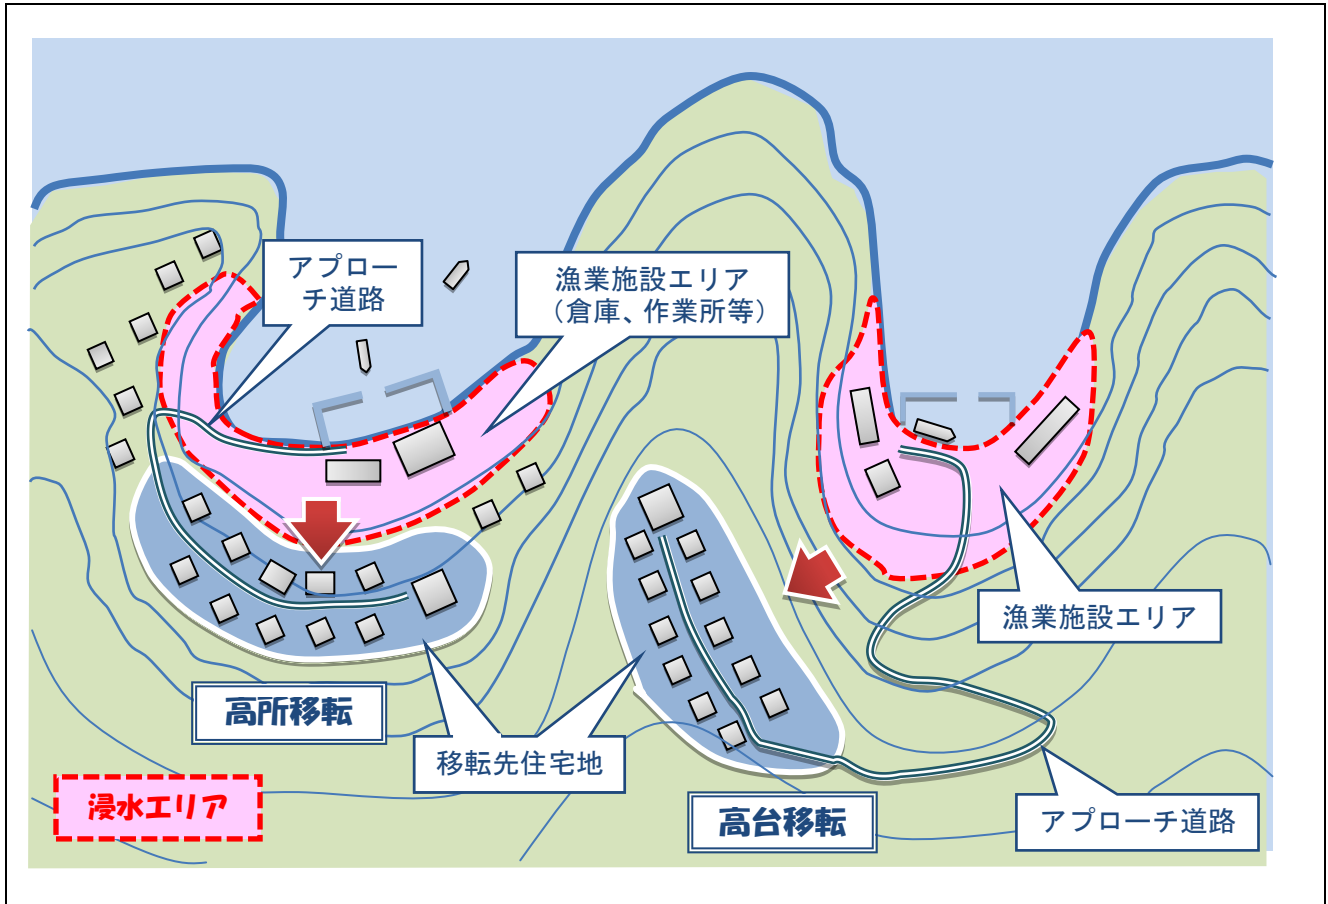 アプロー
チ道路
漁業施設エリア
（倉庫、作業所等）
漁業施設エリア
高所移転
移転先住宅地
浸水エリア
高台移転
アプローチ道路